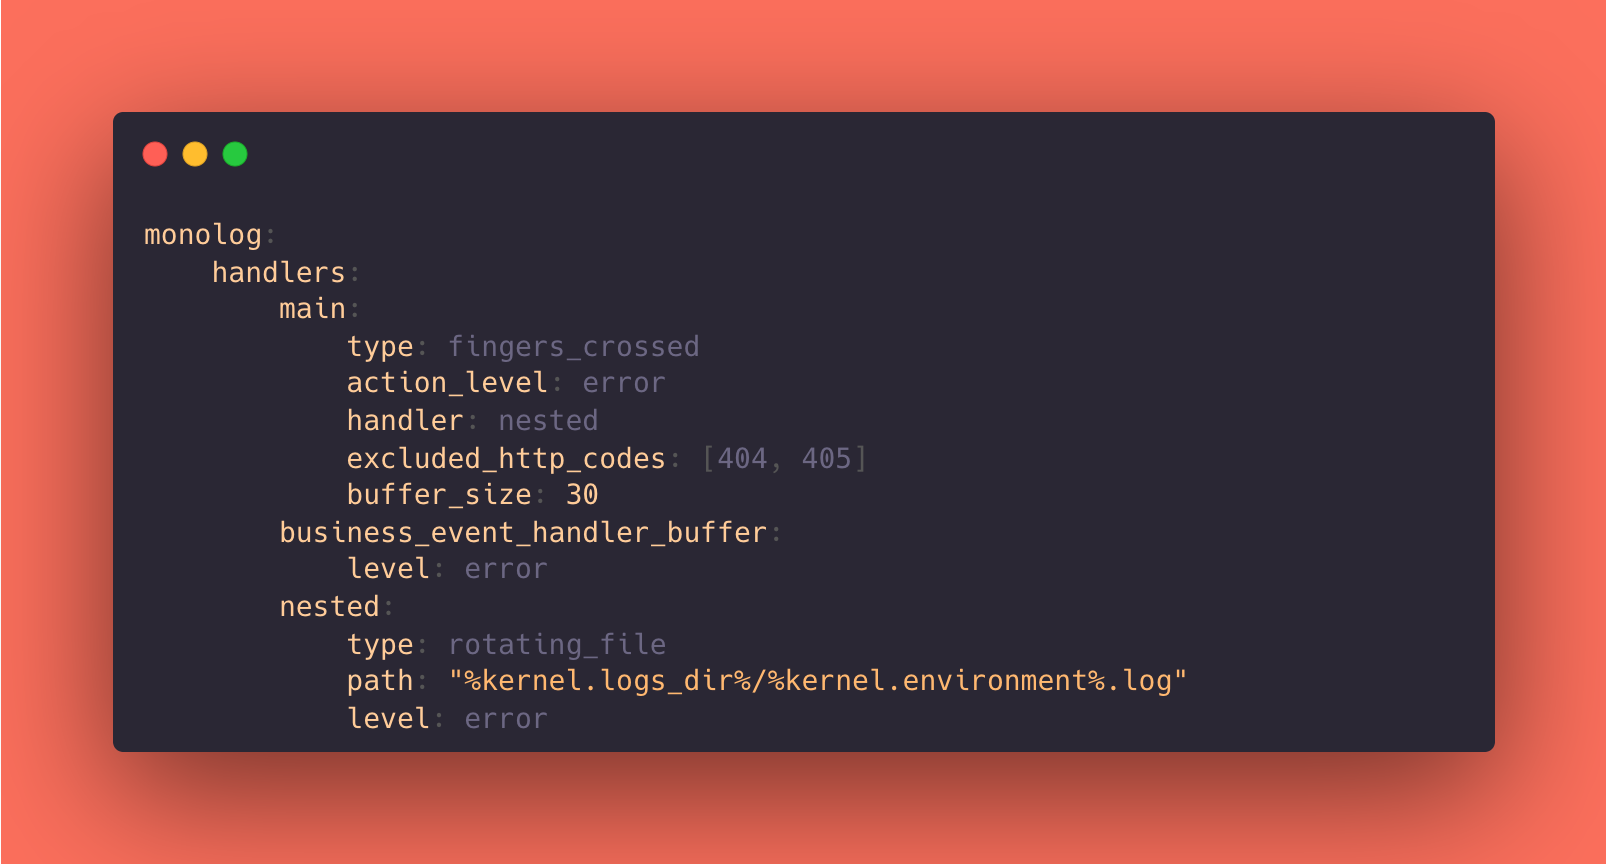 monolog:
    handlers:
        main:
            type: fingers_crossed
            action_level: error
            handler: nested
            excluded_http_codes: [404, 405]
            buffer_size: 30
        business_event_handler_buffer:
            level: error
        nested:
            type: rotating_file
            path: "%kernel.logs_dir%/%kernel.environment%.log"
            level: error